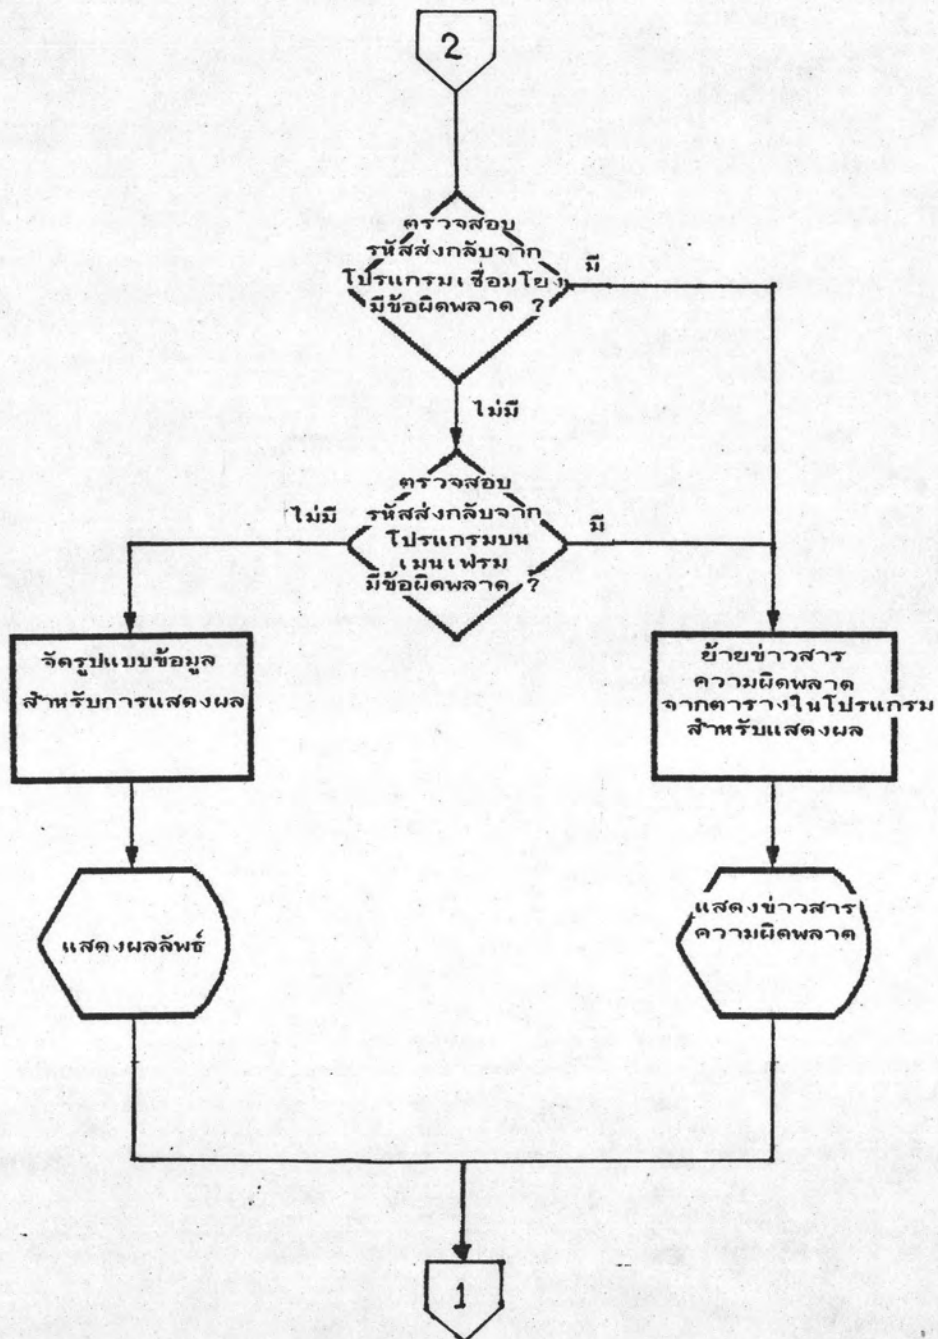 2
ตรวจสอบ
รหัสส่งกลับจาก
โปรแกรมเชื่อมโยง
มีข้อผิดพลาด ?
มี
ไม่มี
ตรวจสอบ
รหัสส่งกลับจาก
โปรแกรมบน
เมนเฟรม
มีข้อผิดพลาด ?
ไม่มี
มี
จัดรูปแบบข้อมูล
สำหรับการแสดงผล
ย้ายข่าวสาร
ความผิดพลาด
จากตารางในโปรแกรม
สำหรับแสดงผล
แสดงผลลัพธ์
แสดงข่าวสาร
ความผิดพลาด
1